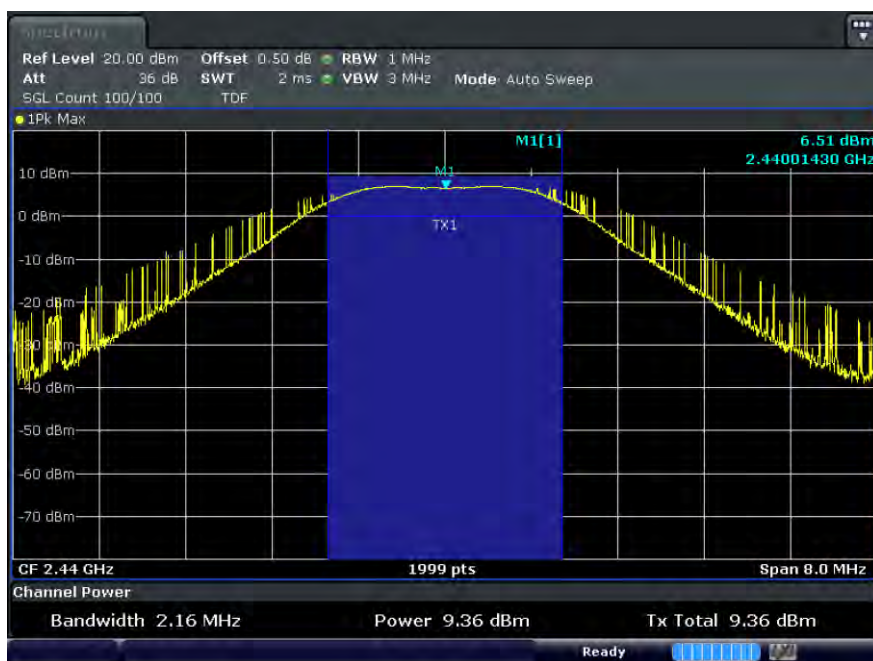 Spectrum
Ref Level 20.00 dBm Offset 0.50 dB RBW 1 MHz
Att 36 dB SWT 2 ms VBW 3 MHz Mode Auto Sweep
SGL Count 100/100 TDF
1Pk Max
M1[1] 6.51 dBm
2.44001430 GHz
M1
10 dBm
0 dBm
TX1
-10 dBm
-20 dBm
-30 dBm
-40 dBm
-50 dBm
-60 dBm
-70 dBm
CF 2.44 GHz 1999 pts Span 8.0 MHz
Channel Power
Bandwidth 2.16 MHz Power 9.36 dBm Tx Total 9.36 dBm
Ready